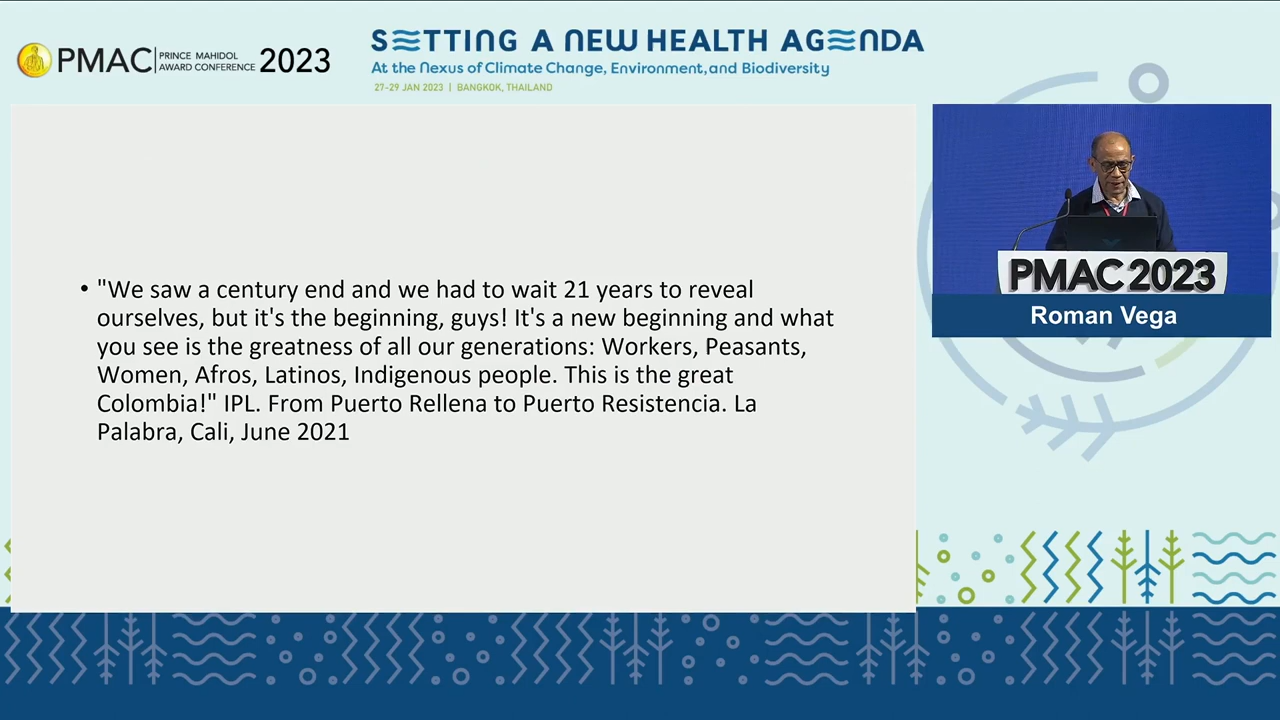 PMAC PRINCE MAHIDOL AWARD CONFERENCE 2023
SETTING A NEW HEALTH AGENDA
At the Nexus of Climate Change, Environment, and Biodiversity
27-29 JAN 2023 | BANGKOK, THAILAND
• "We saw a century end and we had to wait 21 years to reveal
ourselves, but it's the beginning, guys! It's a new beginning and what
you see is the greatness of all our generations: Workers, Peasants,
Women, Afros, Latinos, Indigenous people. This is the great
Colombia!" IPL. From Puerto Rellena to Puerto Resistencia. La
Palabra, Cali, June 2021
PMAC 2023
Roman Vega